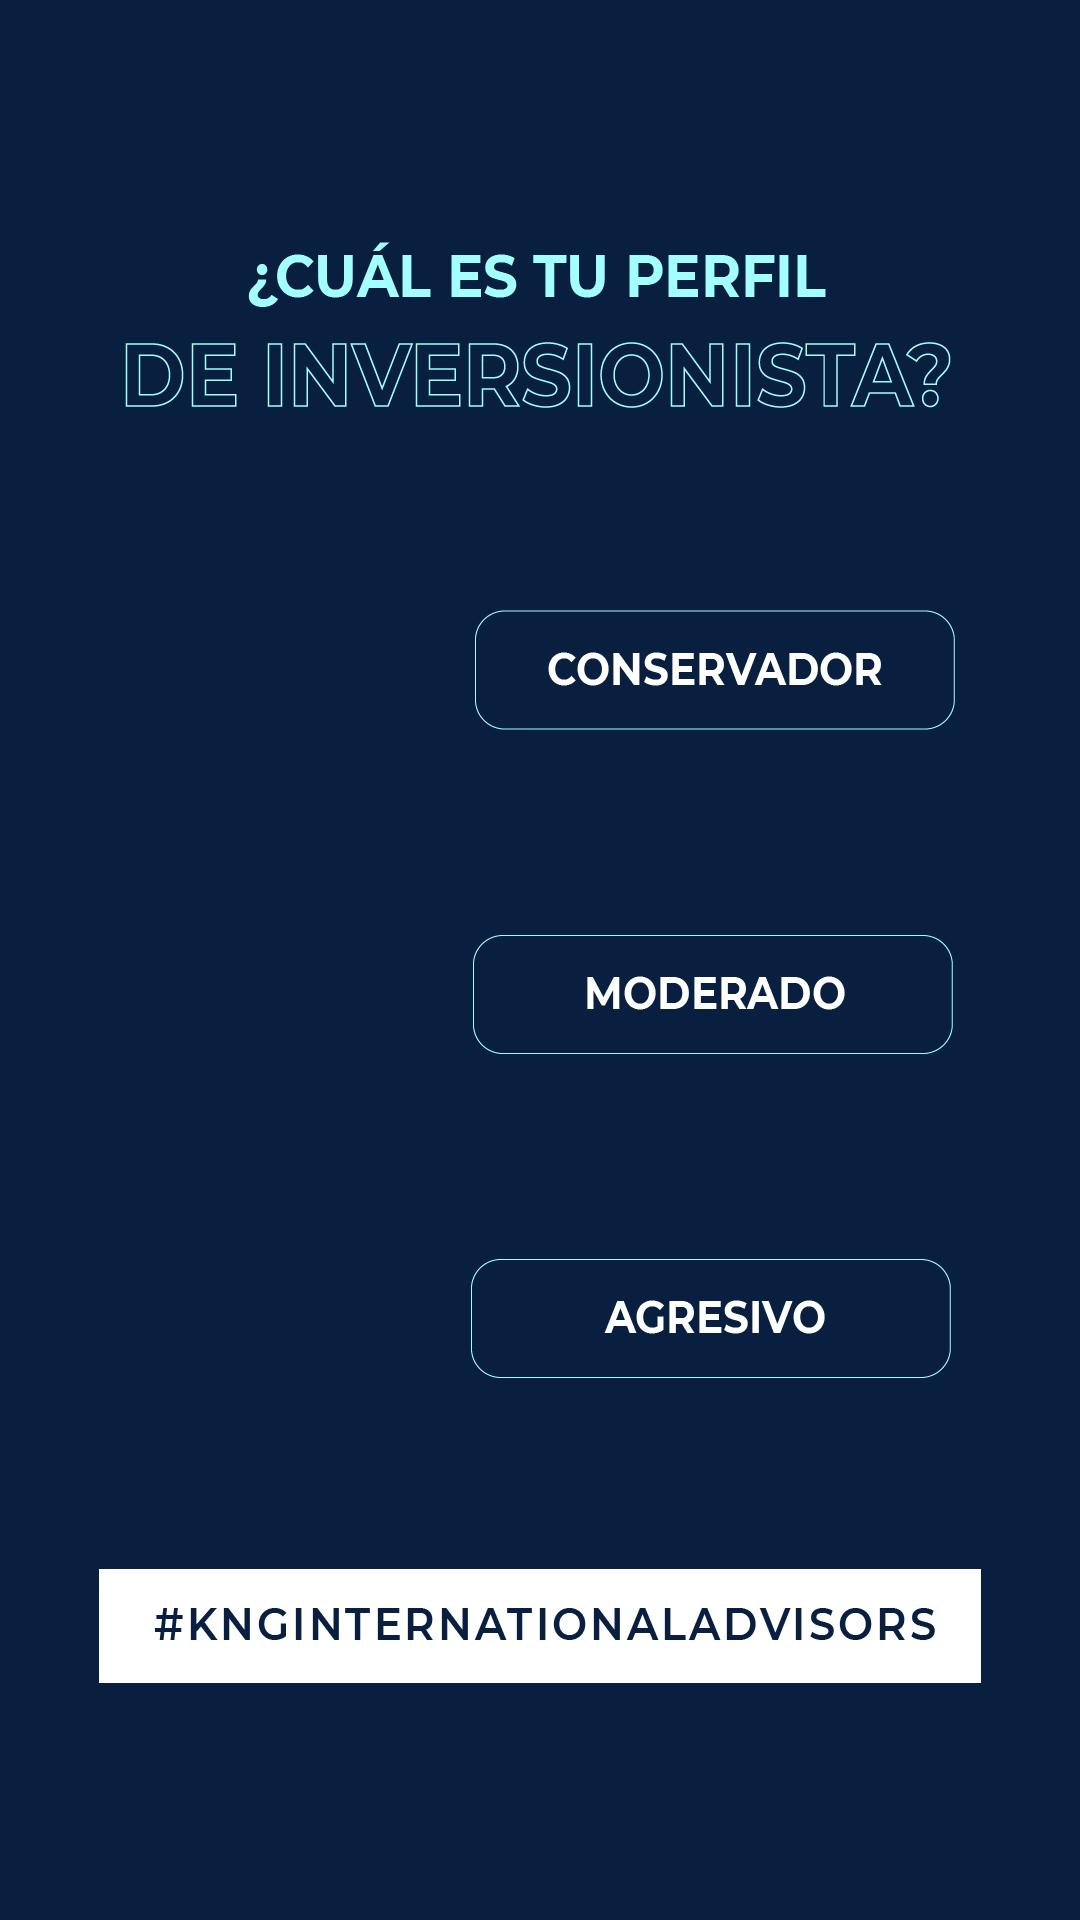 ¿CUÁL ES TU PERFIL
DE INVERSIONISTA?
CONSERVADOR
MODERADO
AGRESIVO
#KNGINTERNATIONALADVISORS